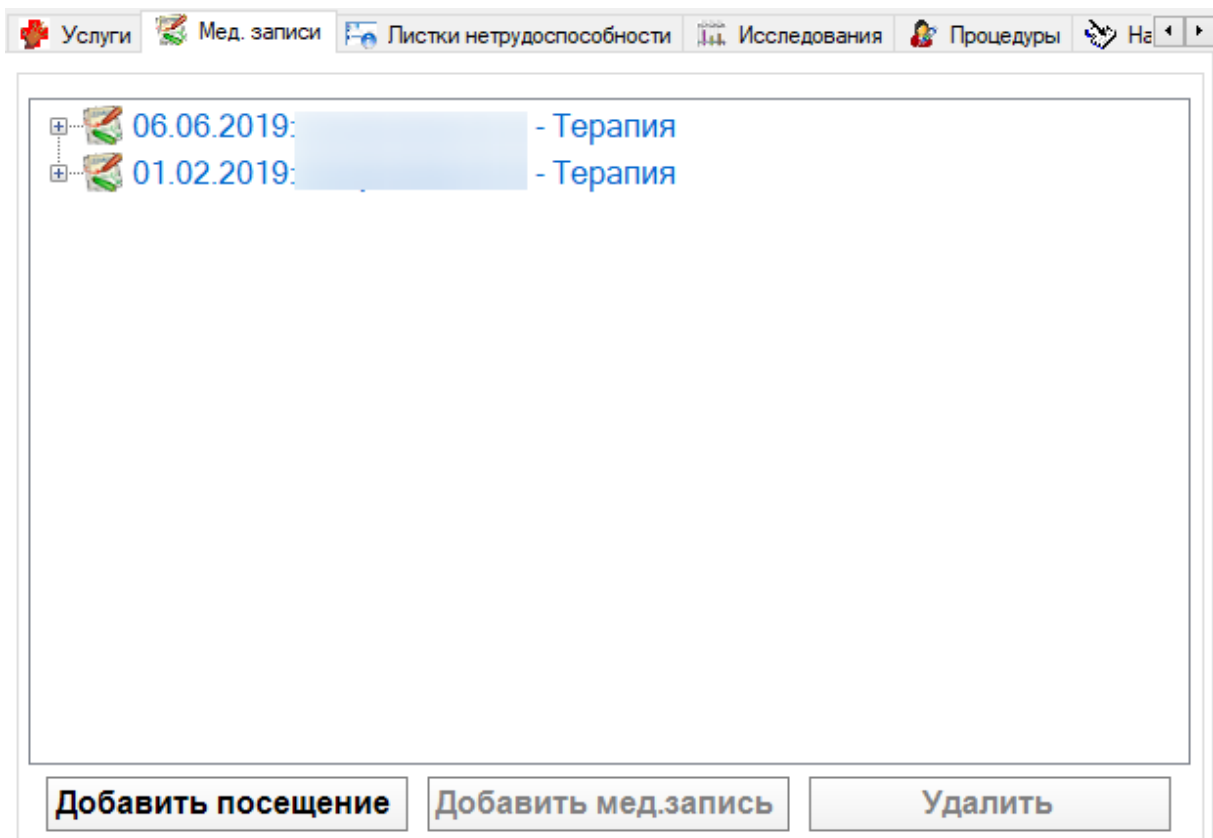 Услуги Мед. записи Листки нетрудоспособности Исследования Процедуры На
06.06.2019: - Терапия
01.02.2019: - Терапия
Добавить посещение Добавить мед.запись Удалить